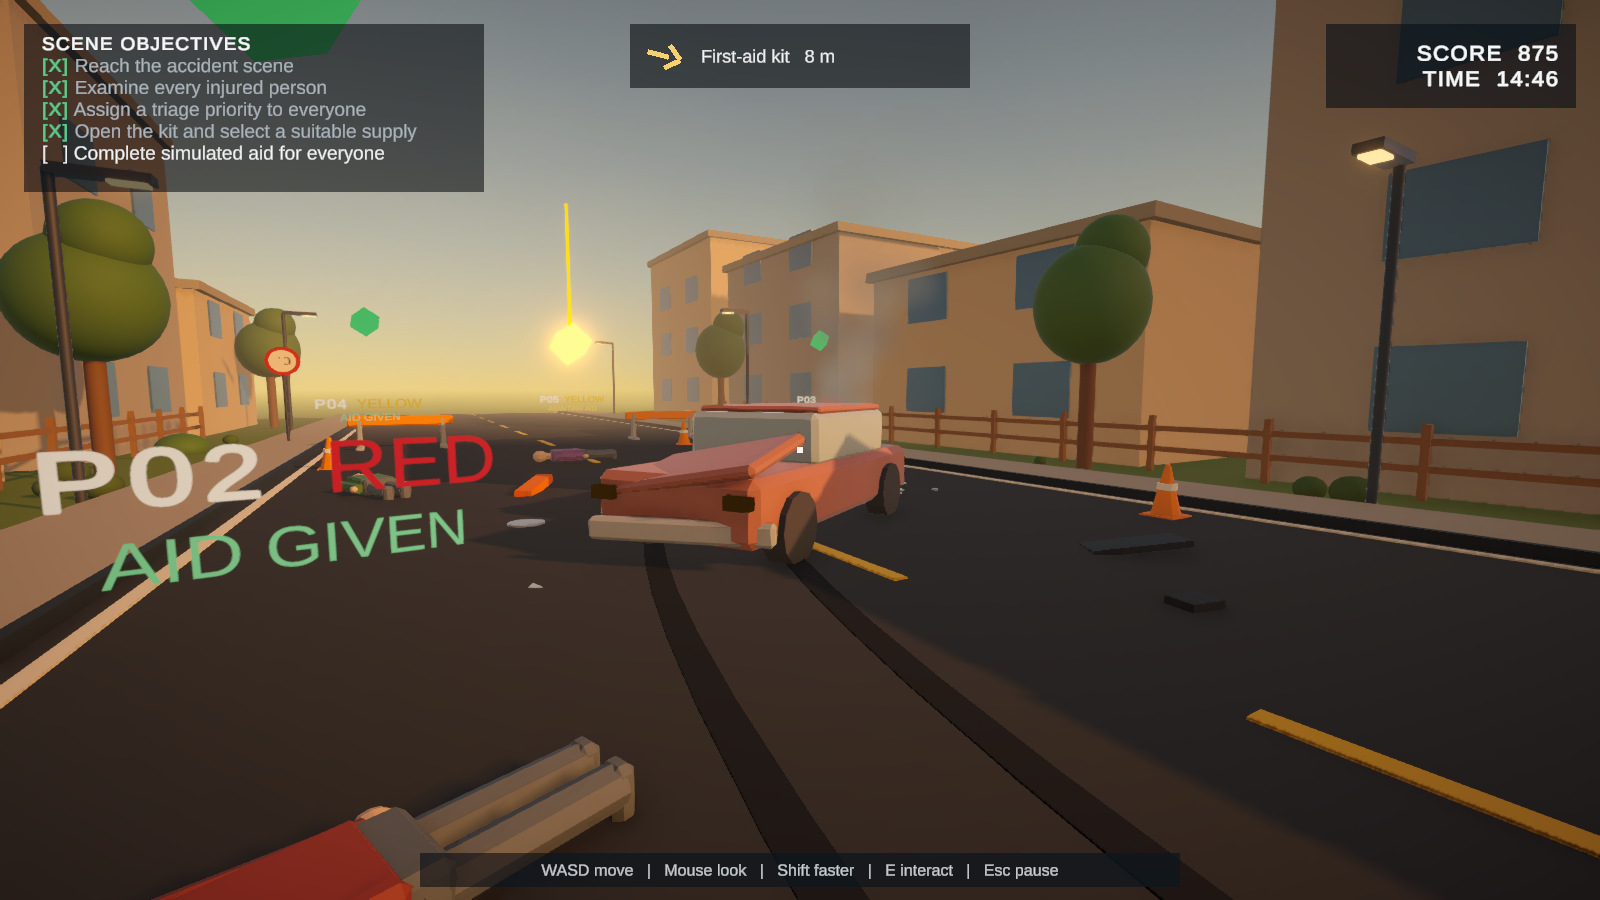 SCENE OBJECTIVES
[X] Reach the accident scene
[X] Examine every injured person
[X] Assign a triage priority to everyone
[X] Open the kit and select a suitable supply
[ ] Complete simulated aid for everyone
First-aid kit 8 m
SCORE 875
TIME 14:46
P04 YELLOW
AID GIVEN
P05 YELLOW
P03
P02 RED
AID GIVEN
WASD move | Mouse look | Shift faster | E interact | Esc pause